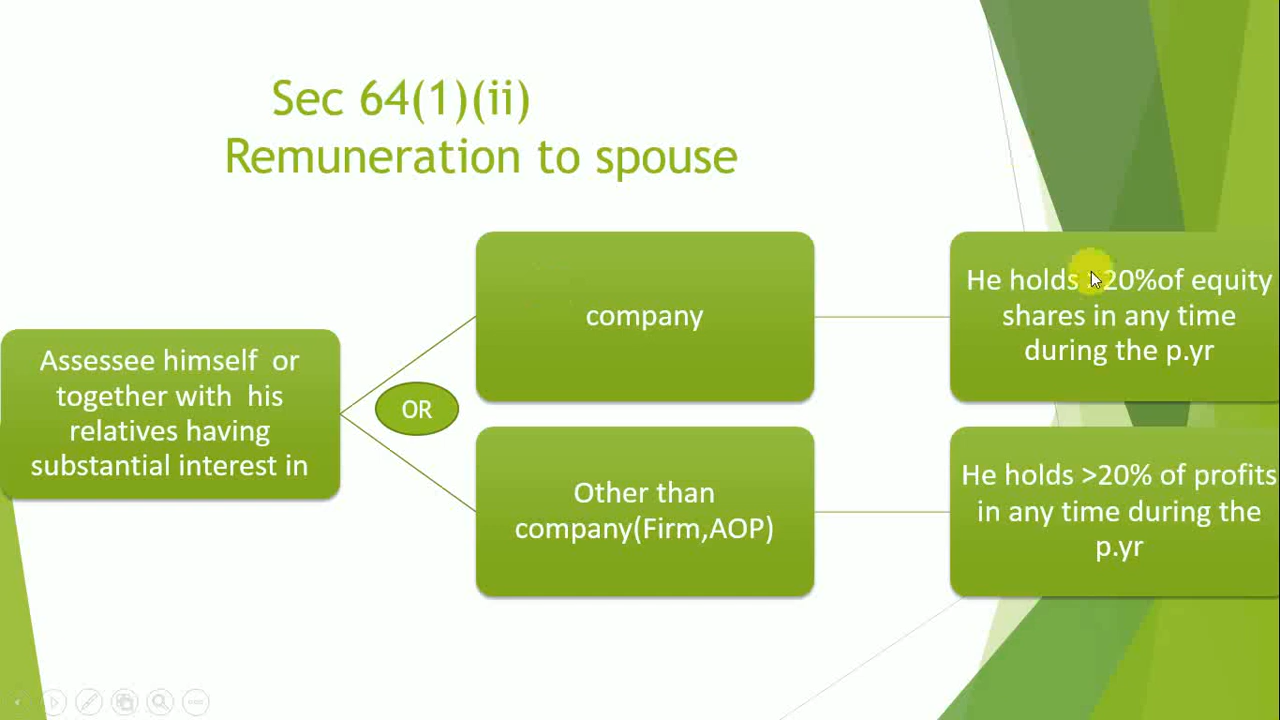 Sec 64(1)(ii)
Remuneration to spouse
Assessee himself or
together with his
relatives having
substantial interest in
OR
company
Other than
company(Firm,AOP)
He holds >20%of equity
shares in any time
during the p.yr
He holds >20% of profits
in any time during the
p.yr